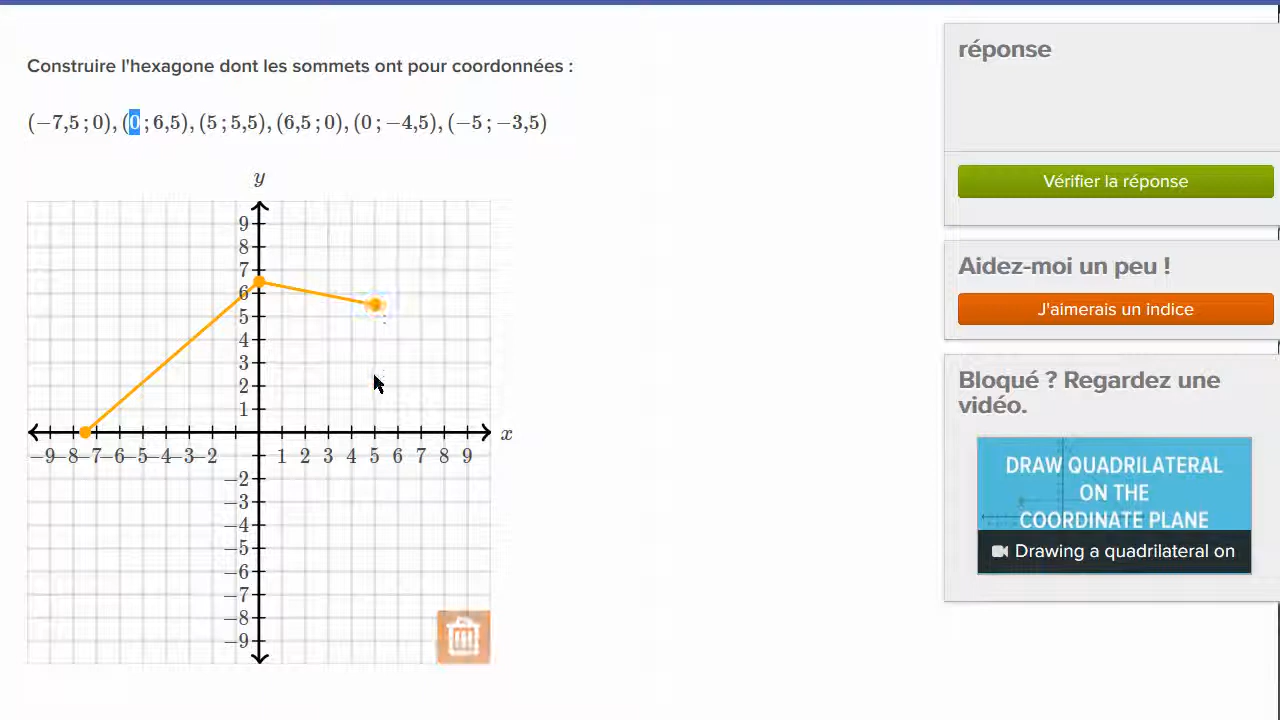 Construire l'hexagone dont les sommets ont pour coordonnées :
(−7,5 ; 0), (0 ; 6,5), (5 ; 5,5), (6,5 ; 0), (0 ; −4,5), (−5 ; −3,5)
y
9
8
7
6
5
4
3
2
1
x
−9 −8 −7 −6 −5 −4 −3 −2 1 2 3 4 5 6 7 8 9
−2
−3
−4
−5
−6
−7
−8
−9
réponse
Vérifier la réponse
Aidez-moi un peu !
J'aimerais un indice
Bloqué ? Regardez une
vidéo.
DRAW QUADRILATERAL
ON THE
COORDINATE PLANE
Drawing a quadrilateral on